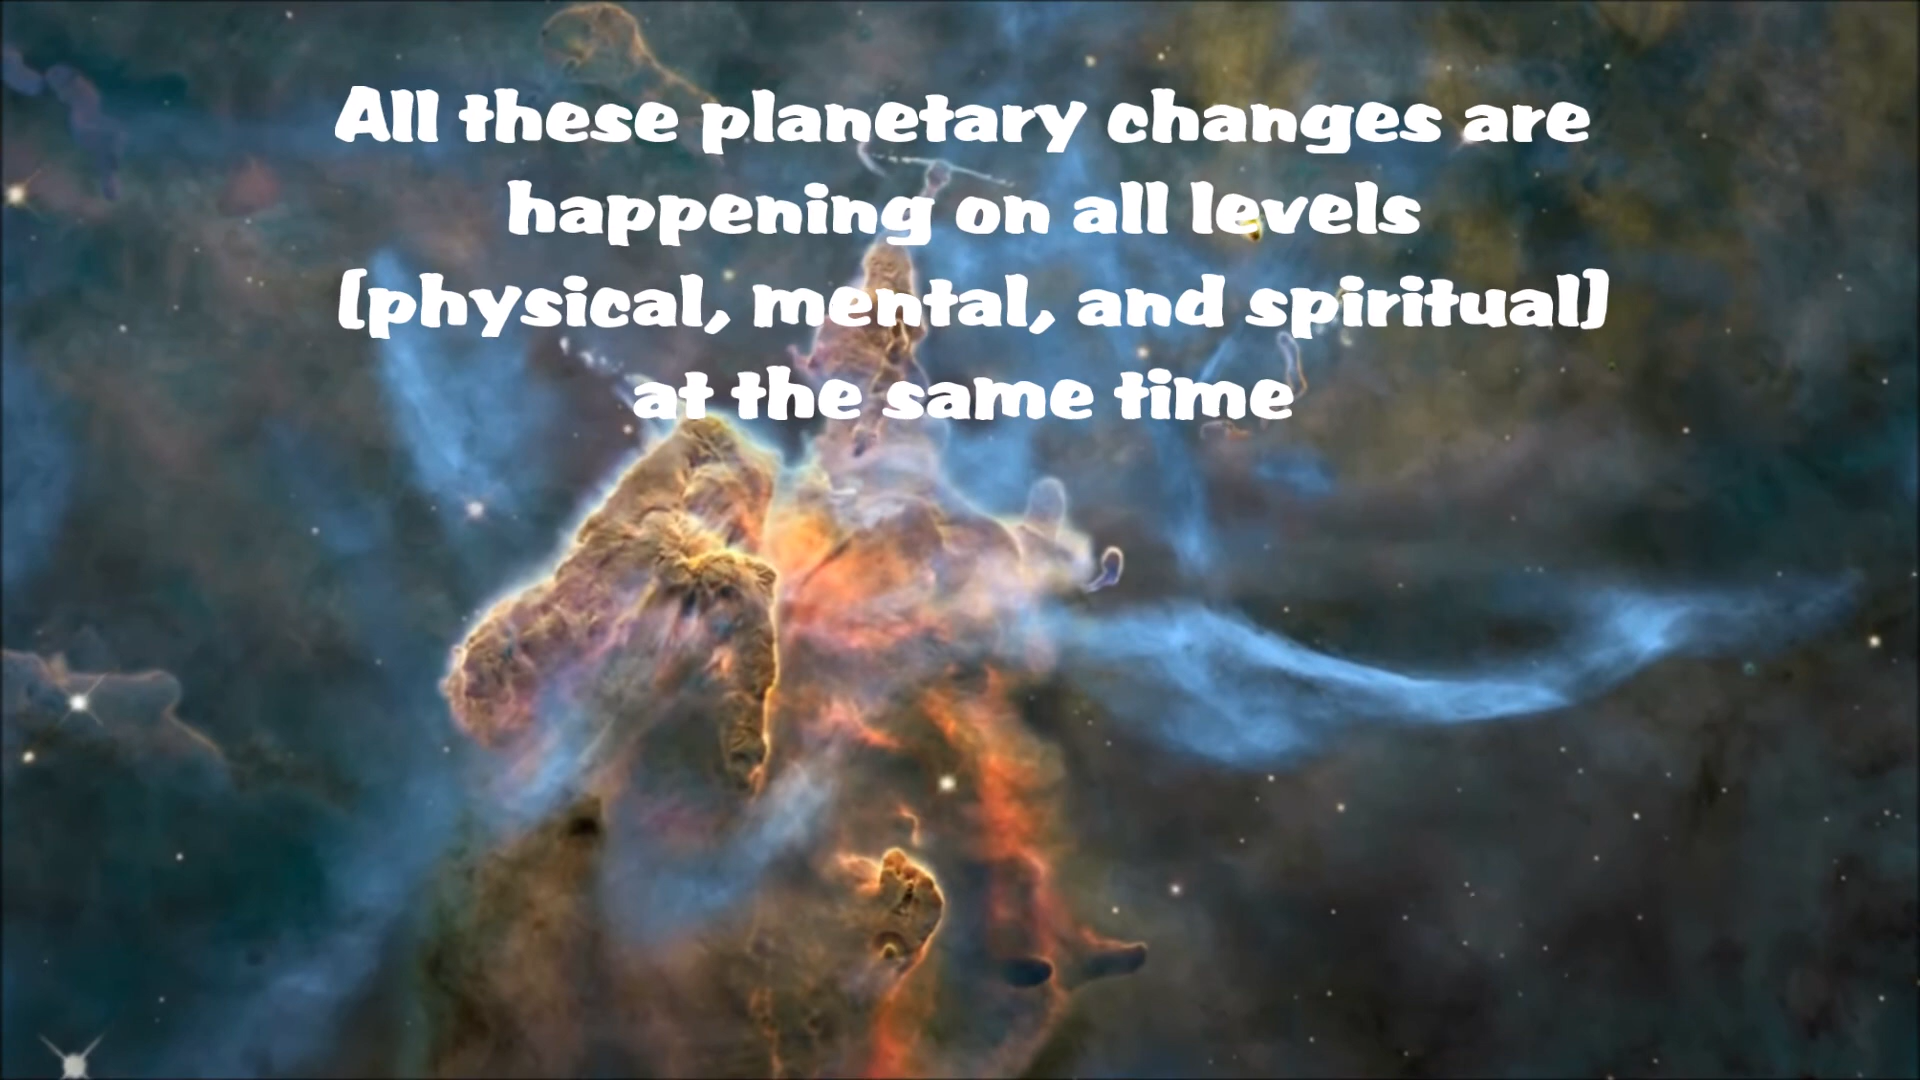 All these planetary changes are
happening on all levels
(physical, mental, and spiritual)
at the same time